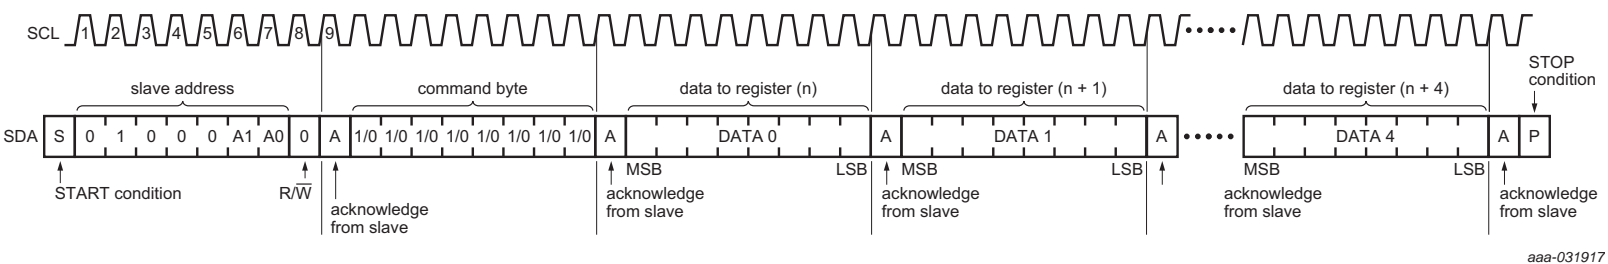 SCL 1 2 3 4 5 6 7 8 9
STOP
condition
slave address command byte data to register (n) data to register (n + 1) data to register (n + 4)
SDA S 0 1 0 0 0 A1 A0 0 A 1/0 1/0 1/0 1/0 1/0 1/0 1/0 1/0 A DATA 0 A DATA 1 A DATA 4 A P
MSB LSB MSB LSB MSB LSB
START condition R/W̅ acknowledge acknowledge acknowledge acknowledge
from slave from slave from slave from slave
acknowledge
from slave
aaa-031917